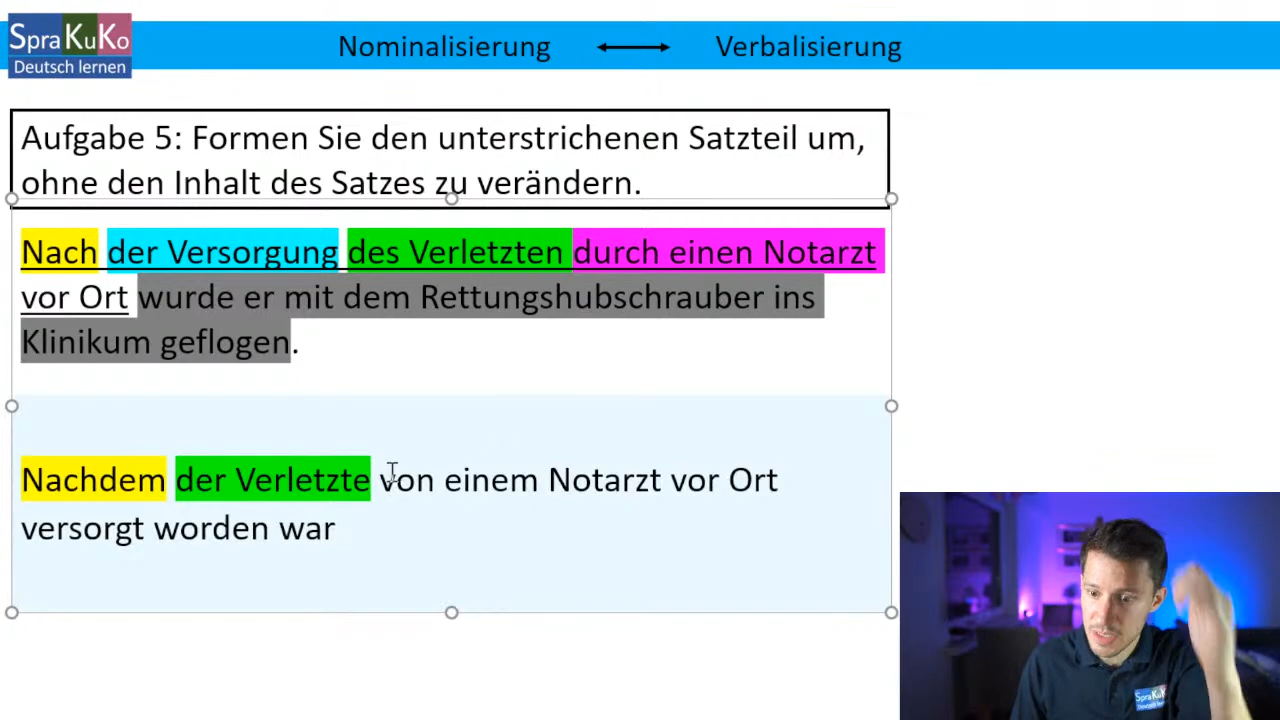 SpraKuKo
Deutsch lernen
Nominalisierung Verbalisierung
Aufgabe 5: Formen Sie den unterstrichenen Satzteil um,
ohne den Inhalt des Satzes zu verändern.
Nach der Versorgung des Verletzten durch einen Notarzt
vor Ort wurde er mit dem Rettungshubschrauber ins
Klinikum geflogen.
Nachdem der Verletzte von einem Notarzt vor Ort
versorgt worden war
SpraKuKo